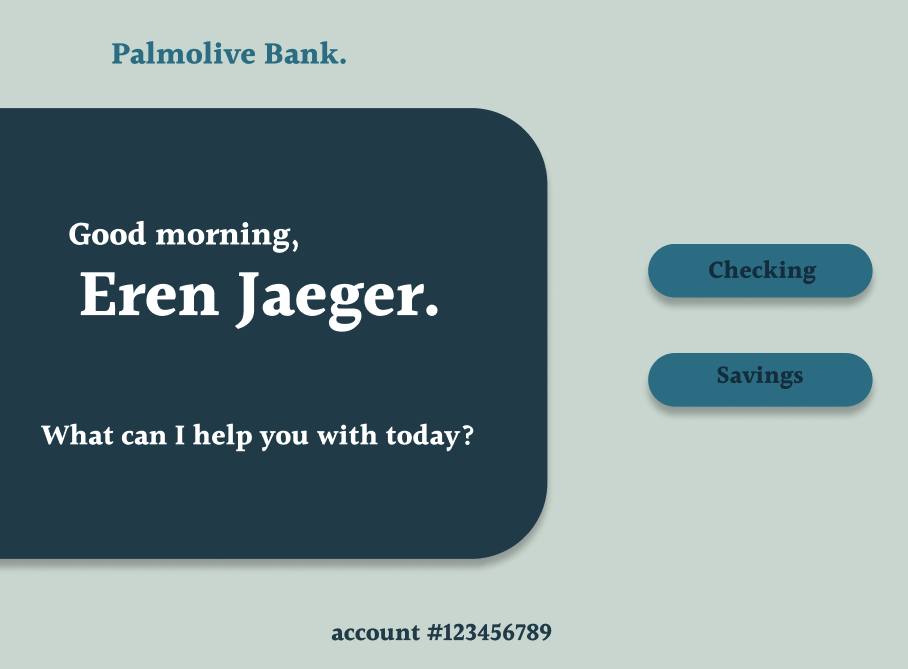 Palmolive Bank.
Good morning,
Eren Jaeger.
What can I help you with today?
Checking
Savings
account #123456789